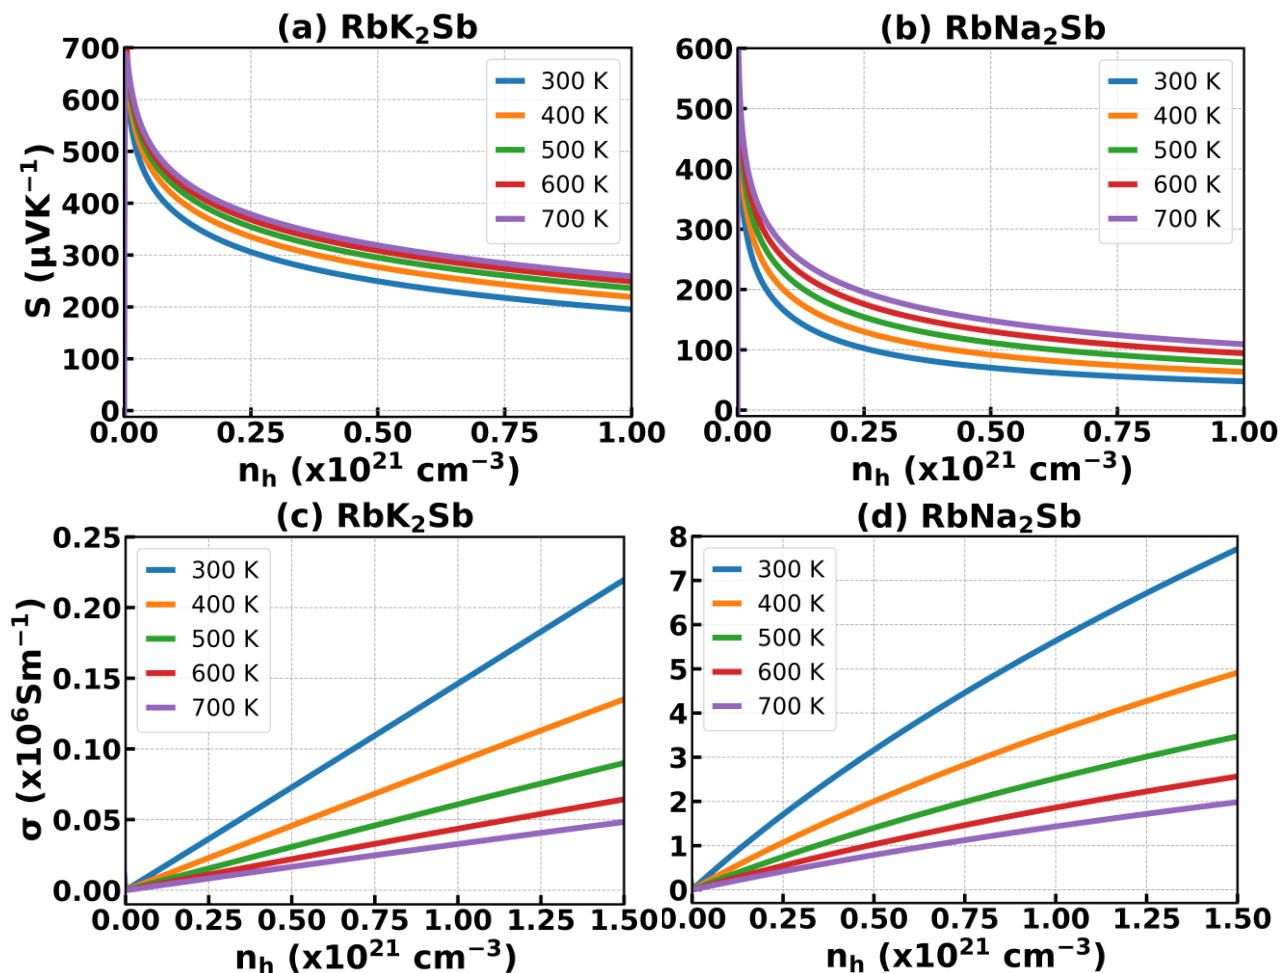 (a) RbK₂Sb
S (μVK⁻¹)
700
600
500
400
300
200
100
0
300 K
400 K
500 K
600 K
700 K
0.00 0.25 0.50 0.75 1.00
nₕ (x10²¹ cm⁻³)
(b) RbNa₂Sb
600
500
400
300
200
100
0
300 K
400 K
500 K
600 K
700 K
0.00 0.25 0.50 0.75 1.00
nₕ (x10²¹ cm⁻³)
(c) RbK₂Sb
σ (x10⁶Sm⁻¹)
0.25
0.20
0.15
0.10
0.05
0.00
300 K
400 K
500 K
600 K
700 K
0.00 0.25 0.50 0.75 1.00 1.25 1.50
nₕ (x10²¹ cm⁻³)
(d) RbNa₂Sb
8
7
6
5
4
3
2
1
0
300 K
400 K
500 K
600 K
700 K
0.00 0.25 0.50 0.75 1.00 1.25 1.50
nₕ (x10²¹ cm⁻³)